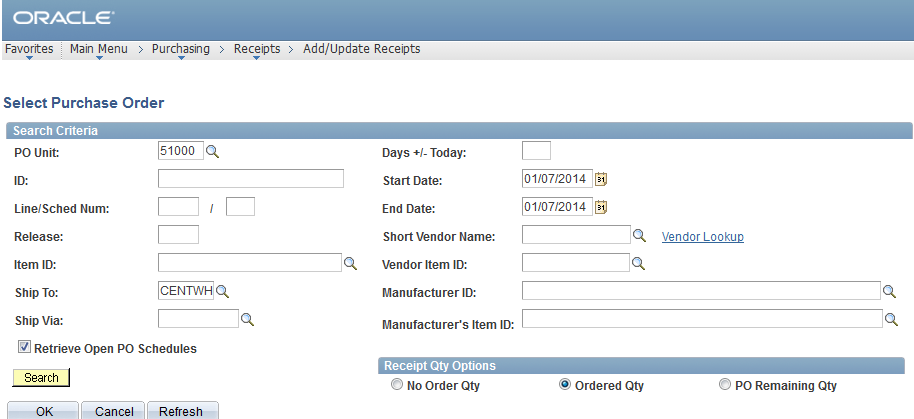 ORACLE
Favorites Main Menu > Purchasing > Receipts > Add/Update Receipts
Select Purchase Order
Search Criteria
PO Unit: 51000 Days +/- Today:
ID: Start Date: 01/07/2014 31
Line/Sched Num: / End Date: 01/07/2014 31
Release: Short Vendor Name: Vendor Lookup
Item ID: Vendor Item ID:
Ship To: CENTWH Manufacturer ID:
Ship Via: Manufacturer's Item ID:
Retrieve Open PO Schedules
Receipt Qty Options
Search
No Order Qty Ordered Qty PO Remaining Qty
OK Cancel Refresh